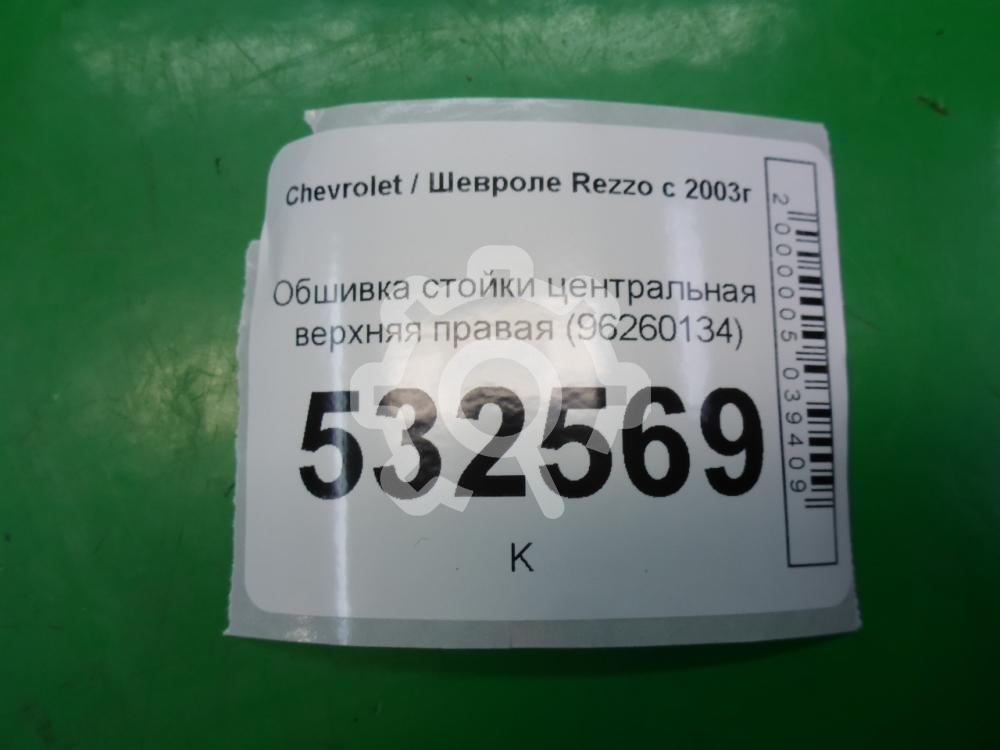 Chevrolet / Шевроле Rezzo с 2003г
Обшивка стойки центральная
верхняя правая (96260134)
532569
К
2000005039409